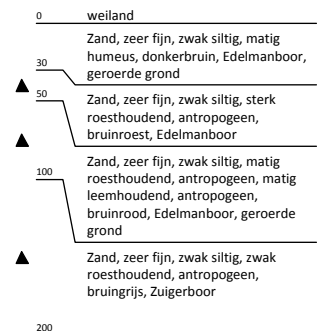 0 weiland
Zand, zeer fijn, zwak siltig, matig
humeus, donkerbruin, Edelmanboor,
geroerde grond
30
Zand, zeer fijn, zwak siltig, sterk
roesthoudend, antropogeen,
bruinroest, Edelmanboor
50
Zand, zeer fijn, zwak siltig, matig
roesthoudend, antropogeen, matig
leemhoudend, antropogeen,
bruinrood, Edelmanboor, geroerde
grond
100
Zand, zeer fijn, zwak siltig, zwak
roesthoudend, antropogeen,
bruingrijs, Zuigerboor
200